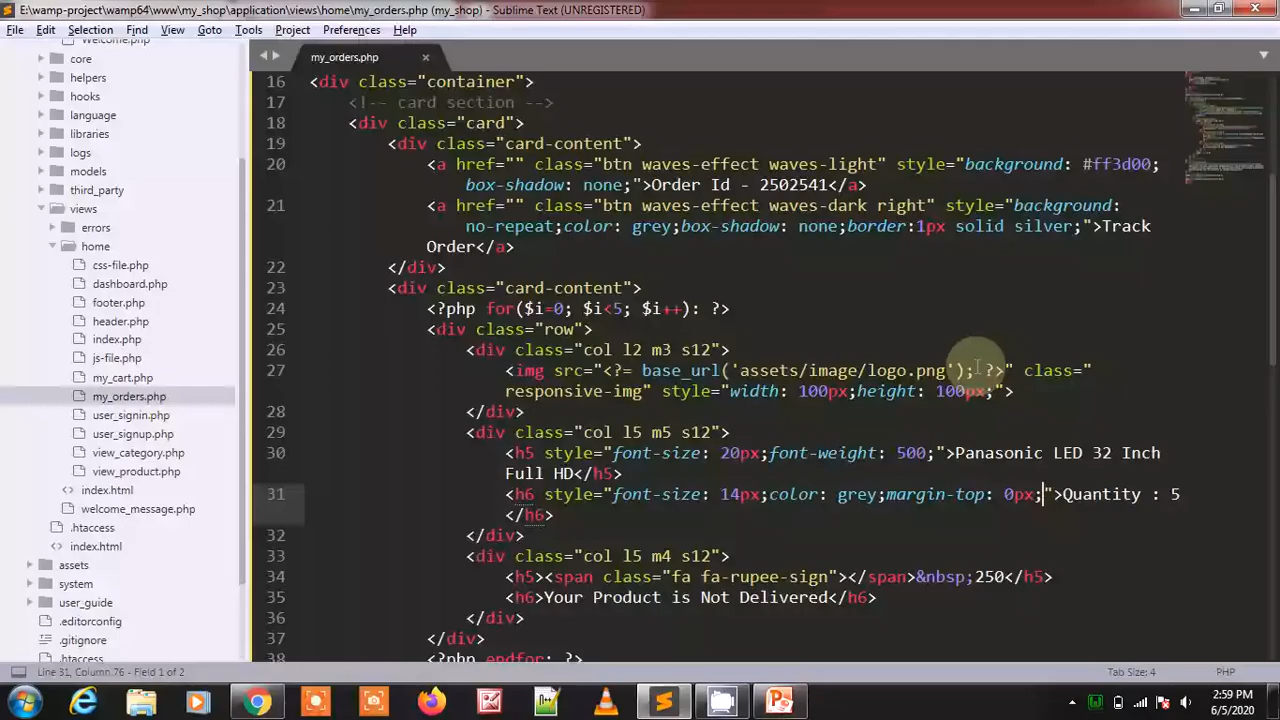 E:\wamp-project\wamp64\www\my_shop\application\views\home\my_orders.php (my_shop) - Sublime Text (UNREGISTERED)
File Edit Selection Find View Goto Tools Project Preferences Help
Welcome.php
core
helpers
hooks
language
libraries
logs
models
third_party
views
errors
home
css-file.php
dashboard.php
footer.php
header.php
index.php
js-file.php
my_cart.php
my_orders.php
user_signin.php
user_signup.php
view_category.php
view_product.php
index.html
welcome_message.php
.htaccess
index.html
assets
system
user_guide
.editorconfig
.gitignore
.htaccess
my_orders.php
16 <div class="container">
17 <!-- card section -->
18 <div class="card">
19 <div class="card-content">
20 <a href="" class="btn waves-effect waves-light" style="background: #ff3d00;
box-shadow: none;">Order Id - 2502541</a>
21 <a href="" class="btn waves-effect waves-dark right" style="background:
no-repeat;color: grey;box-shadow: none;border:1px solid silver;">Track
Order</a>
22 </div>
23 <div class="card-content">
24 <?php for($i=0; $i<5; $i++): ?>
25 <div class="row">
26 <div class="col l2 m3 s12">
27 <img src="<?= base_url('assets/image/logo.png'); ?>" class="
responsive-img" style="width: 100px;height: 100px;">
28 </div>
29 <div class="col l5 m5 s12">
30 <h5 style="font-size: 20px;font-weight: 500;">Panasonic LED 32 Inch
Full HD</h5>
31 <h6 style="font-size: 14px;color: grey;margin-top: 0px;">Quantity : 5
</h6>
32 </div>
33 <div class="col l5 m4 s12">
34 <h5><span class="fa fa-rupee-sign"></span>&nbsp;250</h5>
35 <h6>Your Product is Not Delivered</h6>
36 </div>
37 </div>
38 <?php endfor; ?>
Line 31, Column 76 - Field 1 of 2
Tab Size: 4
PHP
2:59 PM
6/5/2020